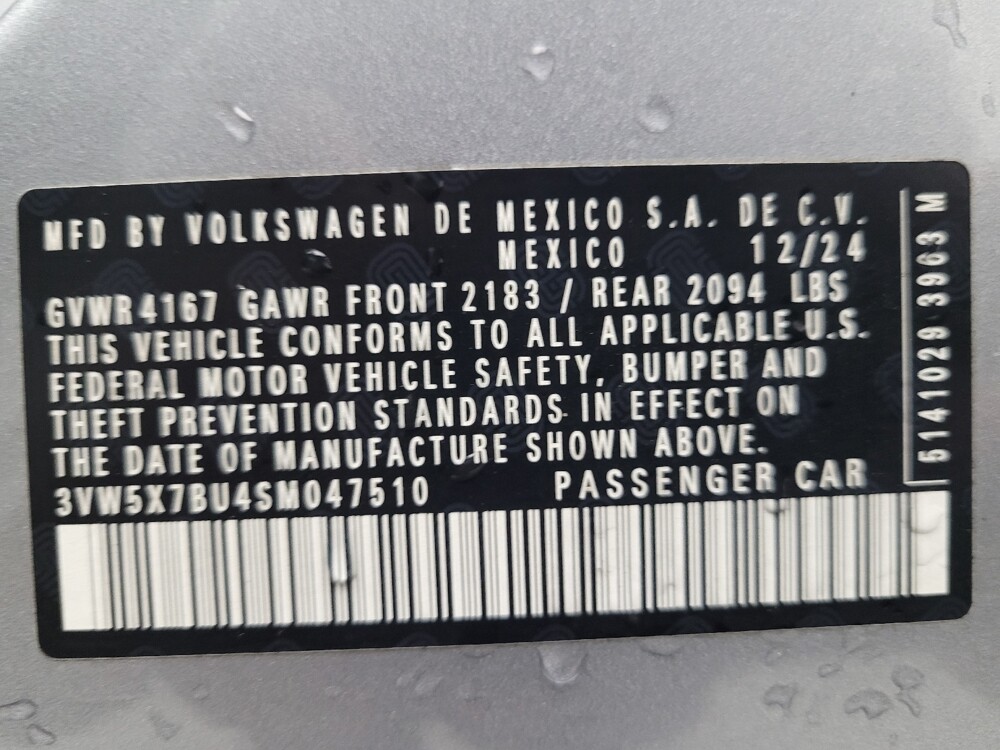 MFD BY VOLKSWAGEN DE MEXICO S.A. DE C.V.
MEXICO 12/24
GVWR 4167 GAWR FRONT 2183 / REAR 2094 LBS
THIS VEHICLE CONFORMS TO ALL APPLICABLE U.S.
FEDERAL MOTOR VEHICLE SAFETY, BUMPER AND
THEFT PREVENTION STANDARDS IN EFFECT ON
THE DATE OF MANUFACTURE SHOWN ABOVE.
3VW5X7BU4SM047510 PASSENGER CAR
5141029 3963 M